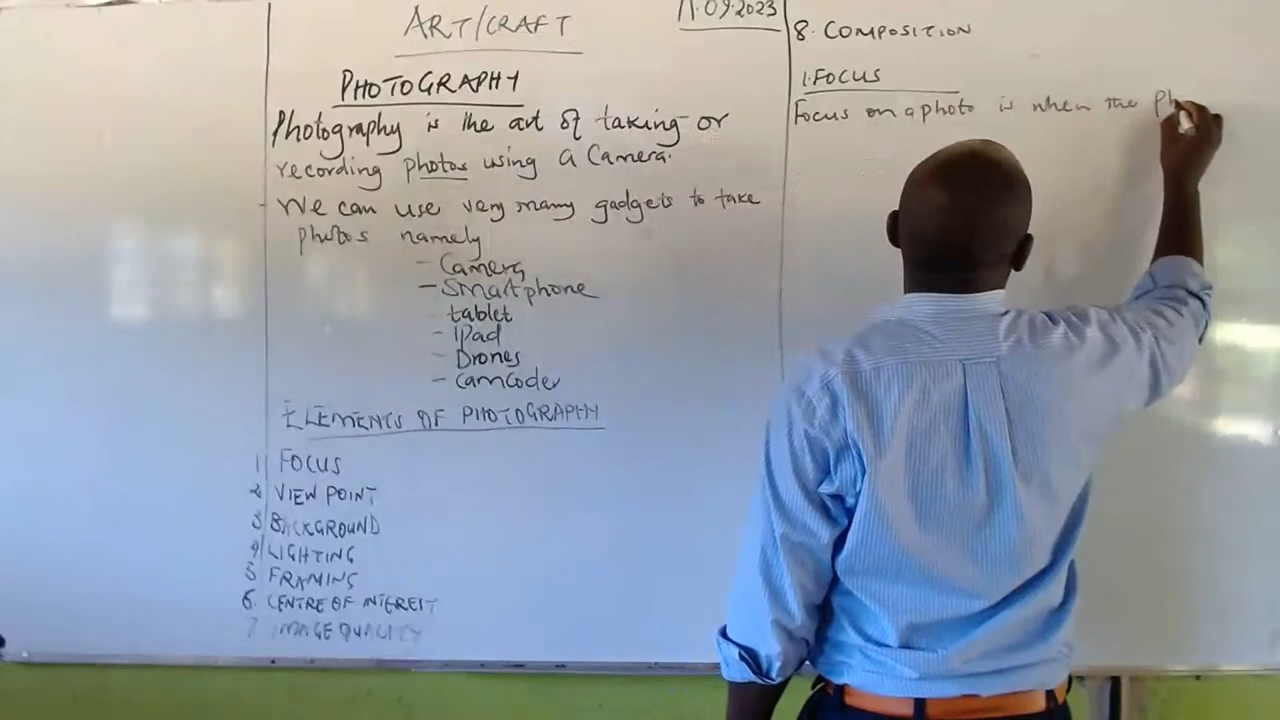 ART/CRAFT
11.09.2023
PHOTOGRAPHY
Photography is the art of taking or
recording photos using a Camera.
- We can use very many gadgets to take
photos namely
- Camera
- Smartphone
tablet
- IPad
- Drones
- Camcoder
ELEMENTS OF PHOTOGRAPHY
1 FOCUS
2 VIEW POINT
3 BACKGROUND
4 LIGHTING
5 FRAMING
6. CENTRE OF INTEREST
7 IMAGE QUALITY
8. COMPOSITION
1. FOCUS
Focus on a photo is when the Ph